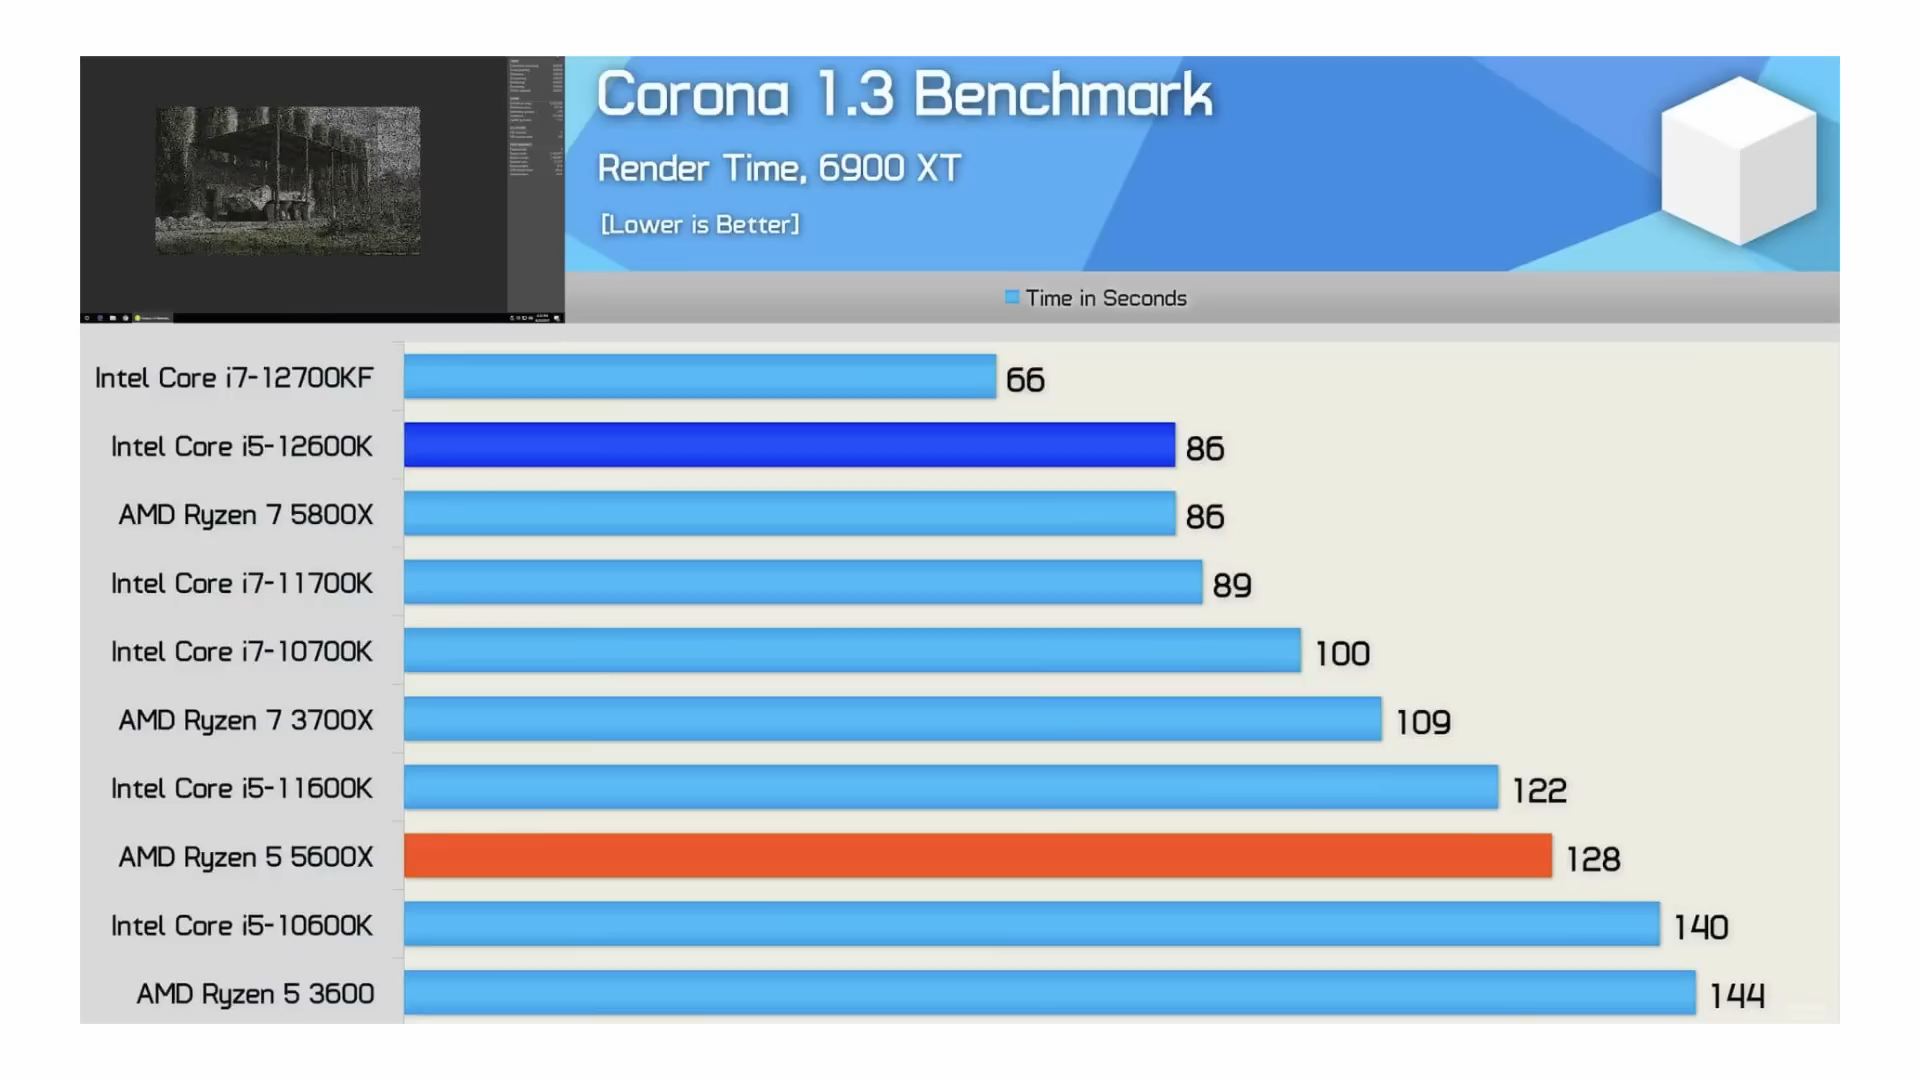 Corona 1.3 Benchmark
Render Time, 6900 XT
[Lower is Better]
Time in Seconds
Intel Core i7-12700KF 66
Intel Core i5-12600K 86
AMD Ryzen 7 5800X 86
Intel Core i7-11700K 89
Intel Core i7-10700K 100
AMD Ryzen 7 3700X 109
Intel Core i5-11600K 122
AMD Ryzen 5 5600X 128
Intel Core i5-10600K 140
AMD Ryzen 5 3600 144